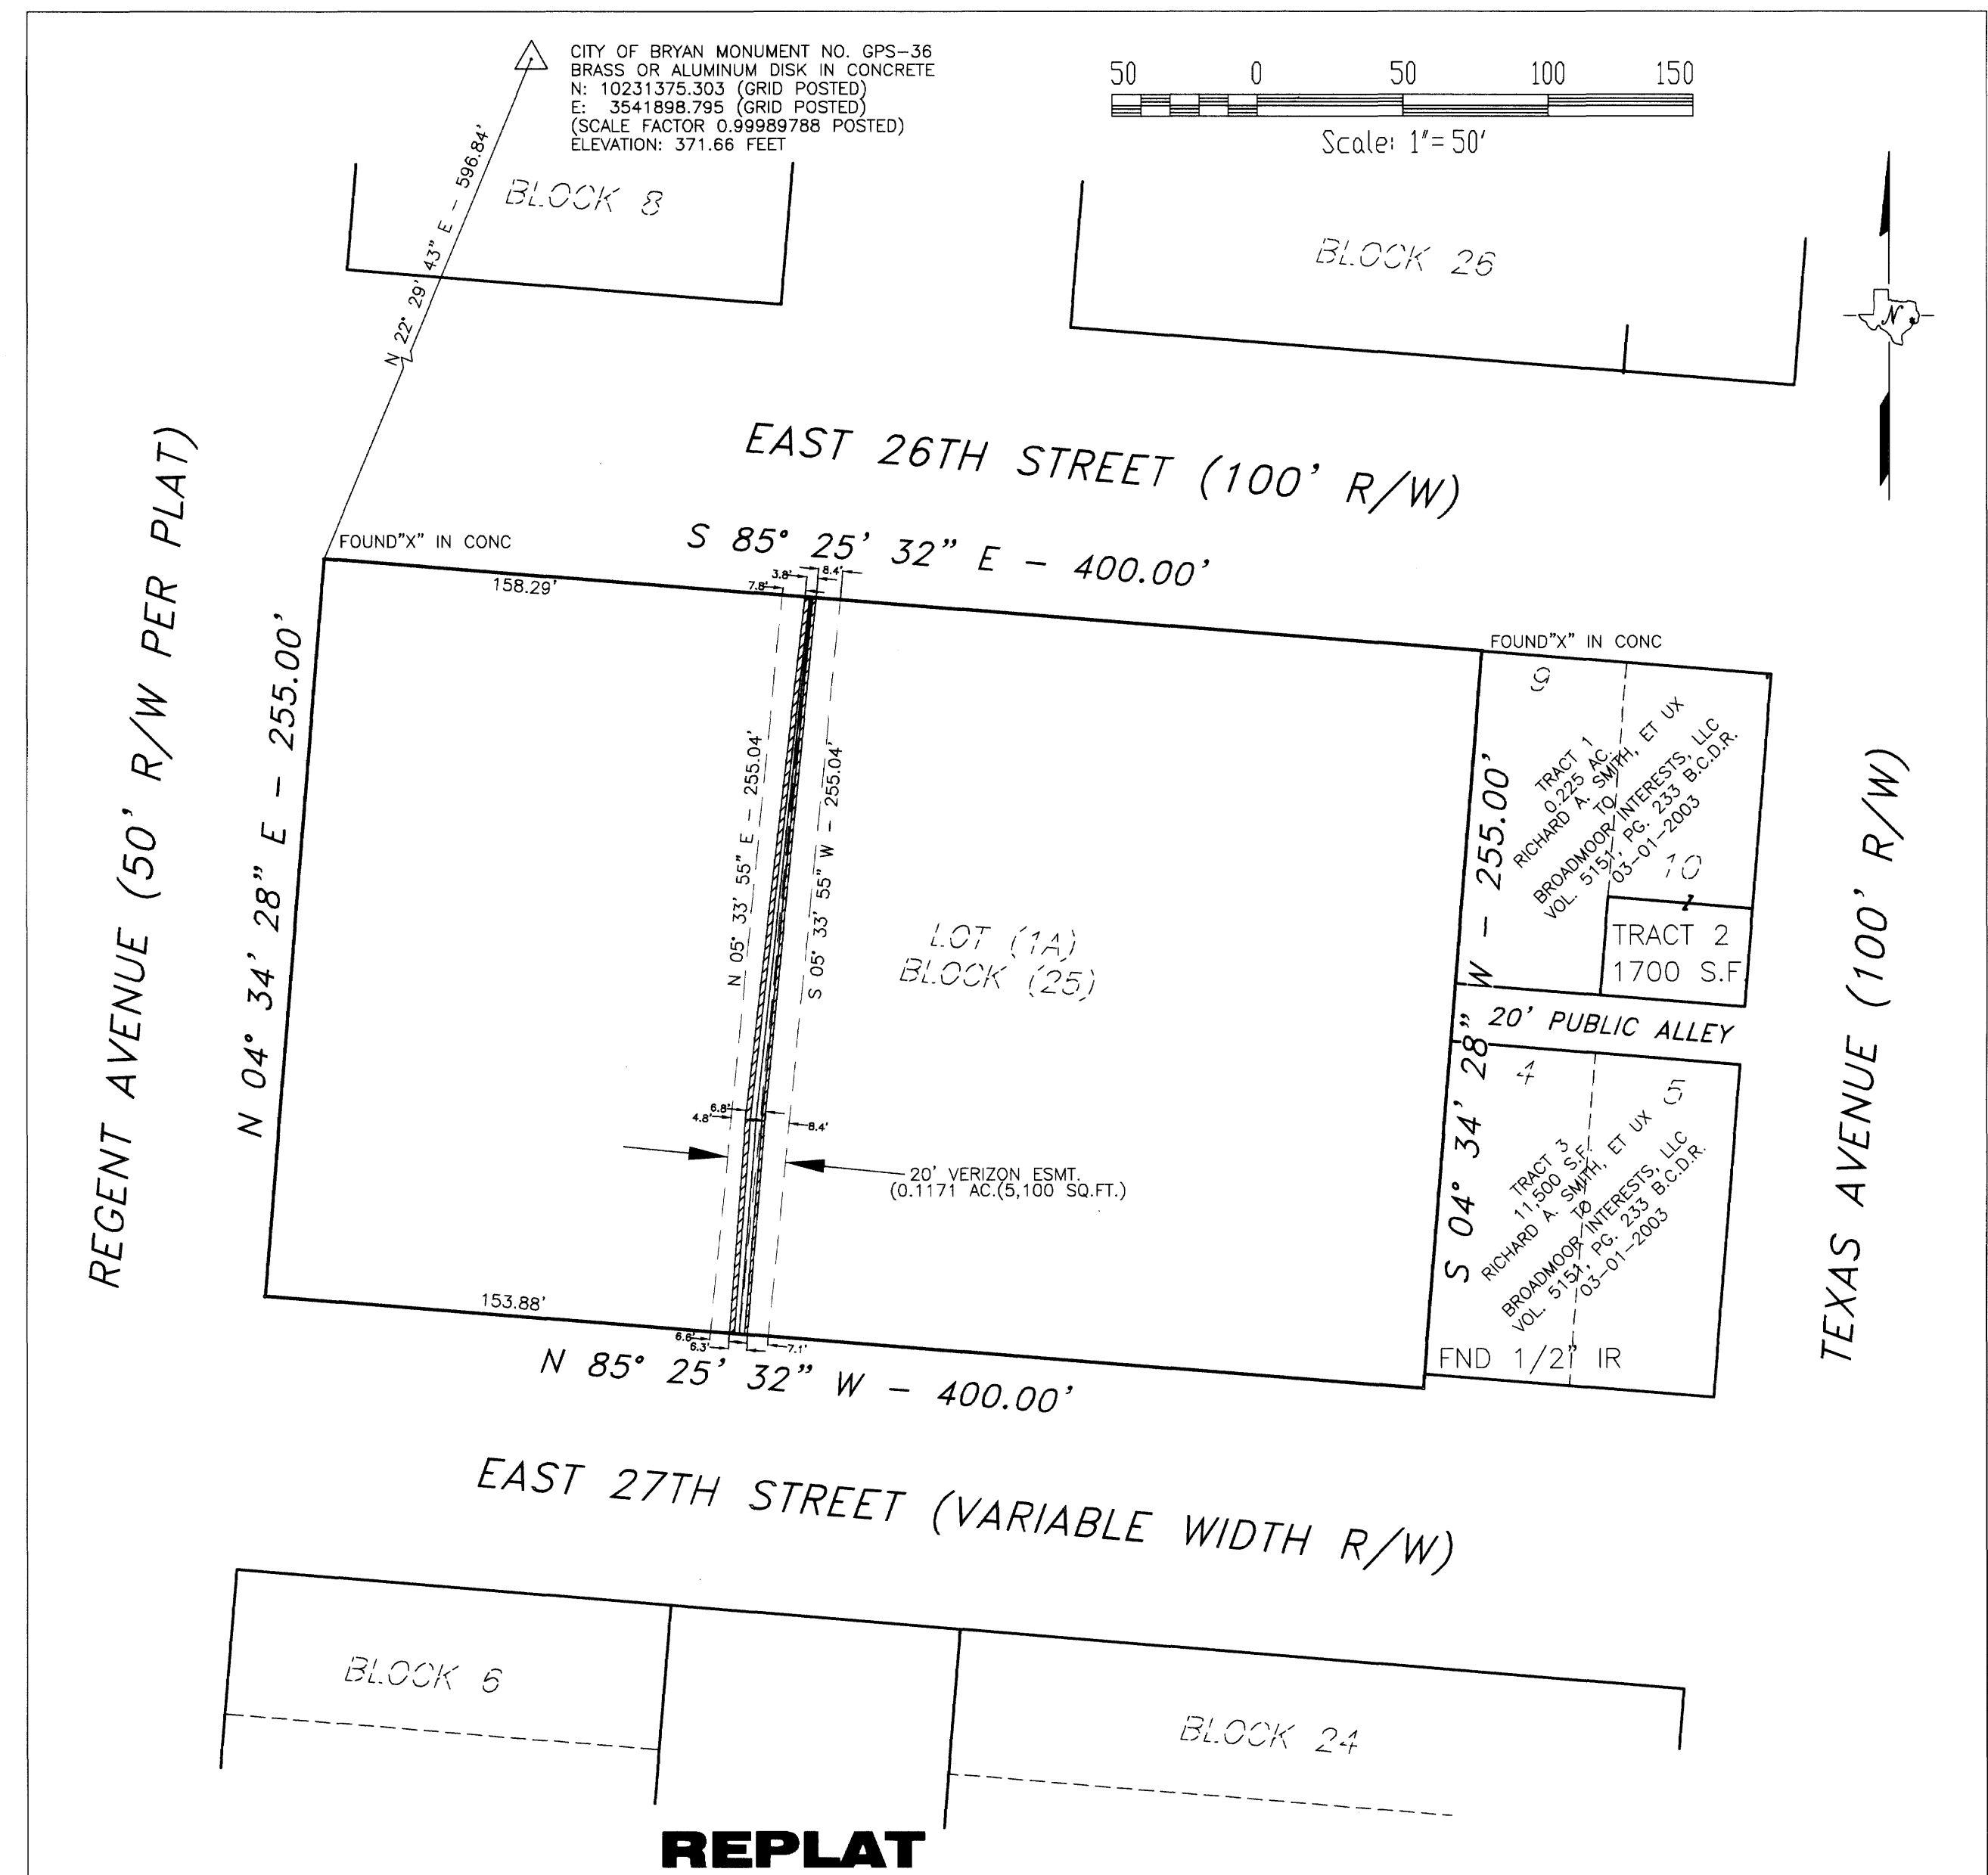 CITY OF BRYAN MONUMENT NO. GPS-36
BRASS OR ALUMINUM DISK IN CONCRETE
N: 10231375.303 (GRID POSTED)
E: 3541898.795 (GRID POSTED)
(SCALE FACTOR 0.99989788 POSTED)
ELEVATION: 371.66 FEET
50 0 50 100 150
Scale: 1"= 50'
N 22° 29' 43" E - 596.84'
BLOCK 8
BLOCK 26
N
EAST 26TH STREET (100' R/W)
REGENT AVENUE (50' R/W PER PLAT)
FOUND"X" IN CONC
S 85° 25' 32" E - 400.00'
158.29'
7.8'
3.8'
8.4'
FOUND"X" IN CONC
N 04° 34' 28" E - 255.00'
N 05° 33' 55" E - 255.04'
S 05° 33' 55" W - 255.04'
LOT (1A)
BLOCK (25)
S 04° 34' 28" W - 255.00'
9
TRACT 1
0.225 AC.
RICHARD A. SMITH, ET UX
TO
BROADMOOR INTERESTS, LLC
VOL. 5151, PG. 233 B.C.D.R.
03-01-2003
10
TRACT 2
1700 S.F
20' PUBLIC ALLEY
TEXAS AVENUE (100' R/W)
4
5
TRACT 3
11,500 S.F.
RICHARD A. SMITH, ET UX
TO
BROADMOOR INTERESTS, LLC
VOL. 5151, PG. 233 B.C.D.R.
03-01-2003
FND 1/2" IR
6.8'
4.8'
8.4'
20' VERIZON ESMT.
(0.1171 AC.(5,100 SQ.FT.)
153.88'
6.6'
6.3'
7.1'
N 85° 25' 32" W - 400.00'
EAST 27TH STREET (VARIABLE WIDTH R/W)
BLOCK 6
BLOCK 24
REPLAT